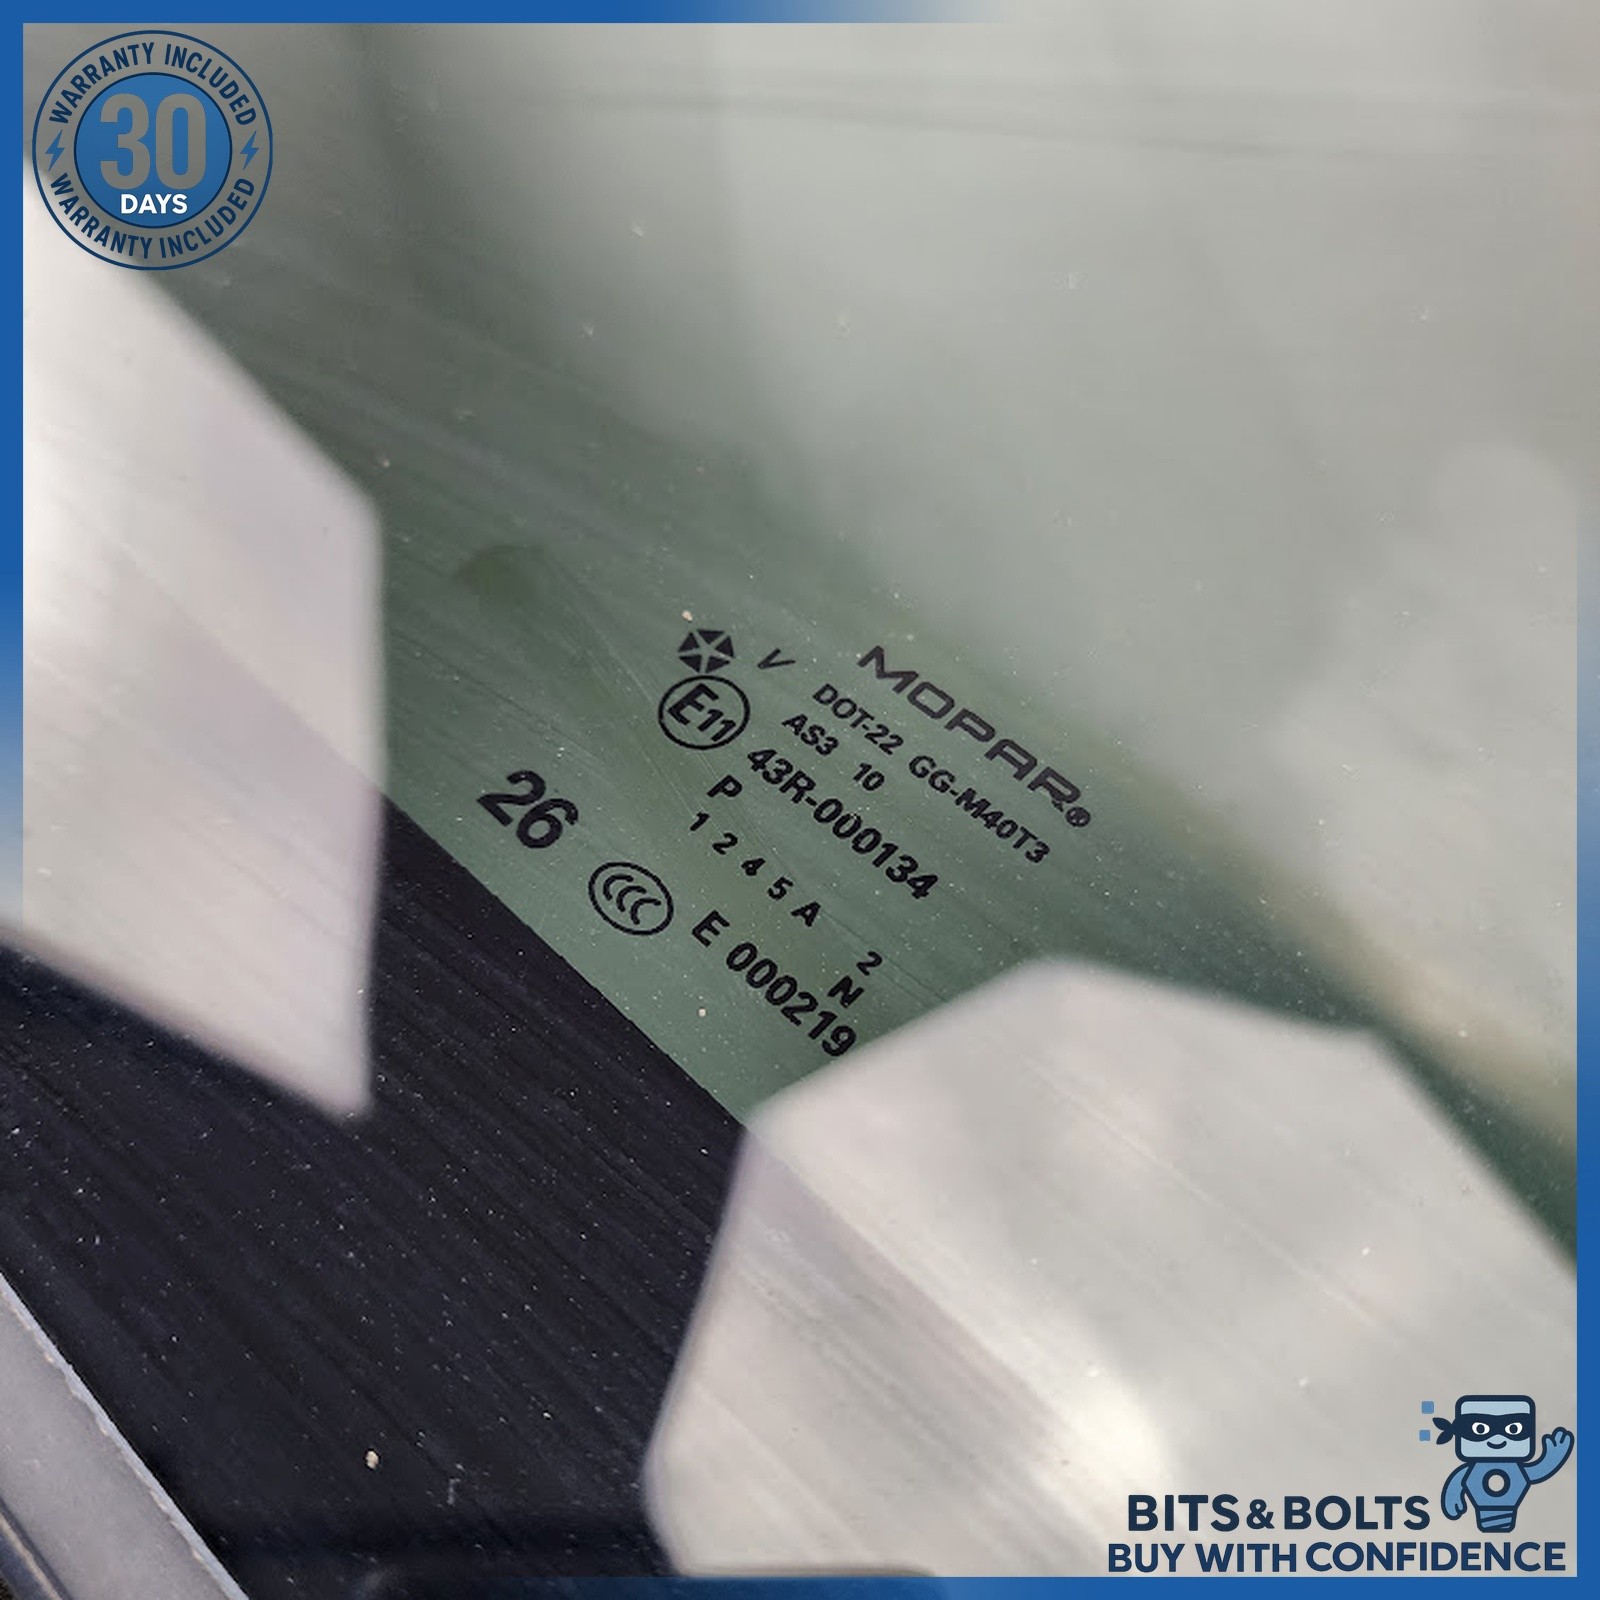 WARRANTY INCLUDED
30
DAYS
WARRANTY INCLUDED
MOPAR®
V
DOT-22 GG-M40T3
AS3 10
E11
43R-000134
P
1 2 4 5 A 2
N
26
CCC
E 000219
BITS & BOLTS
BUY WITH CONFIDENCE